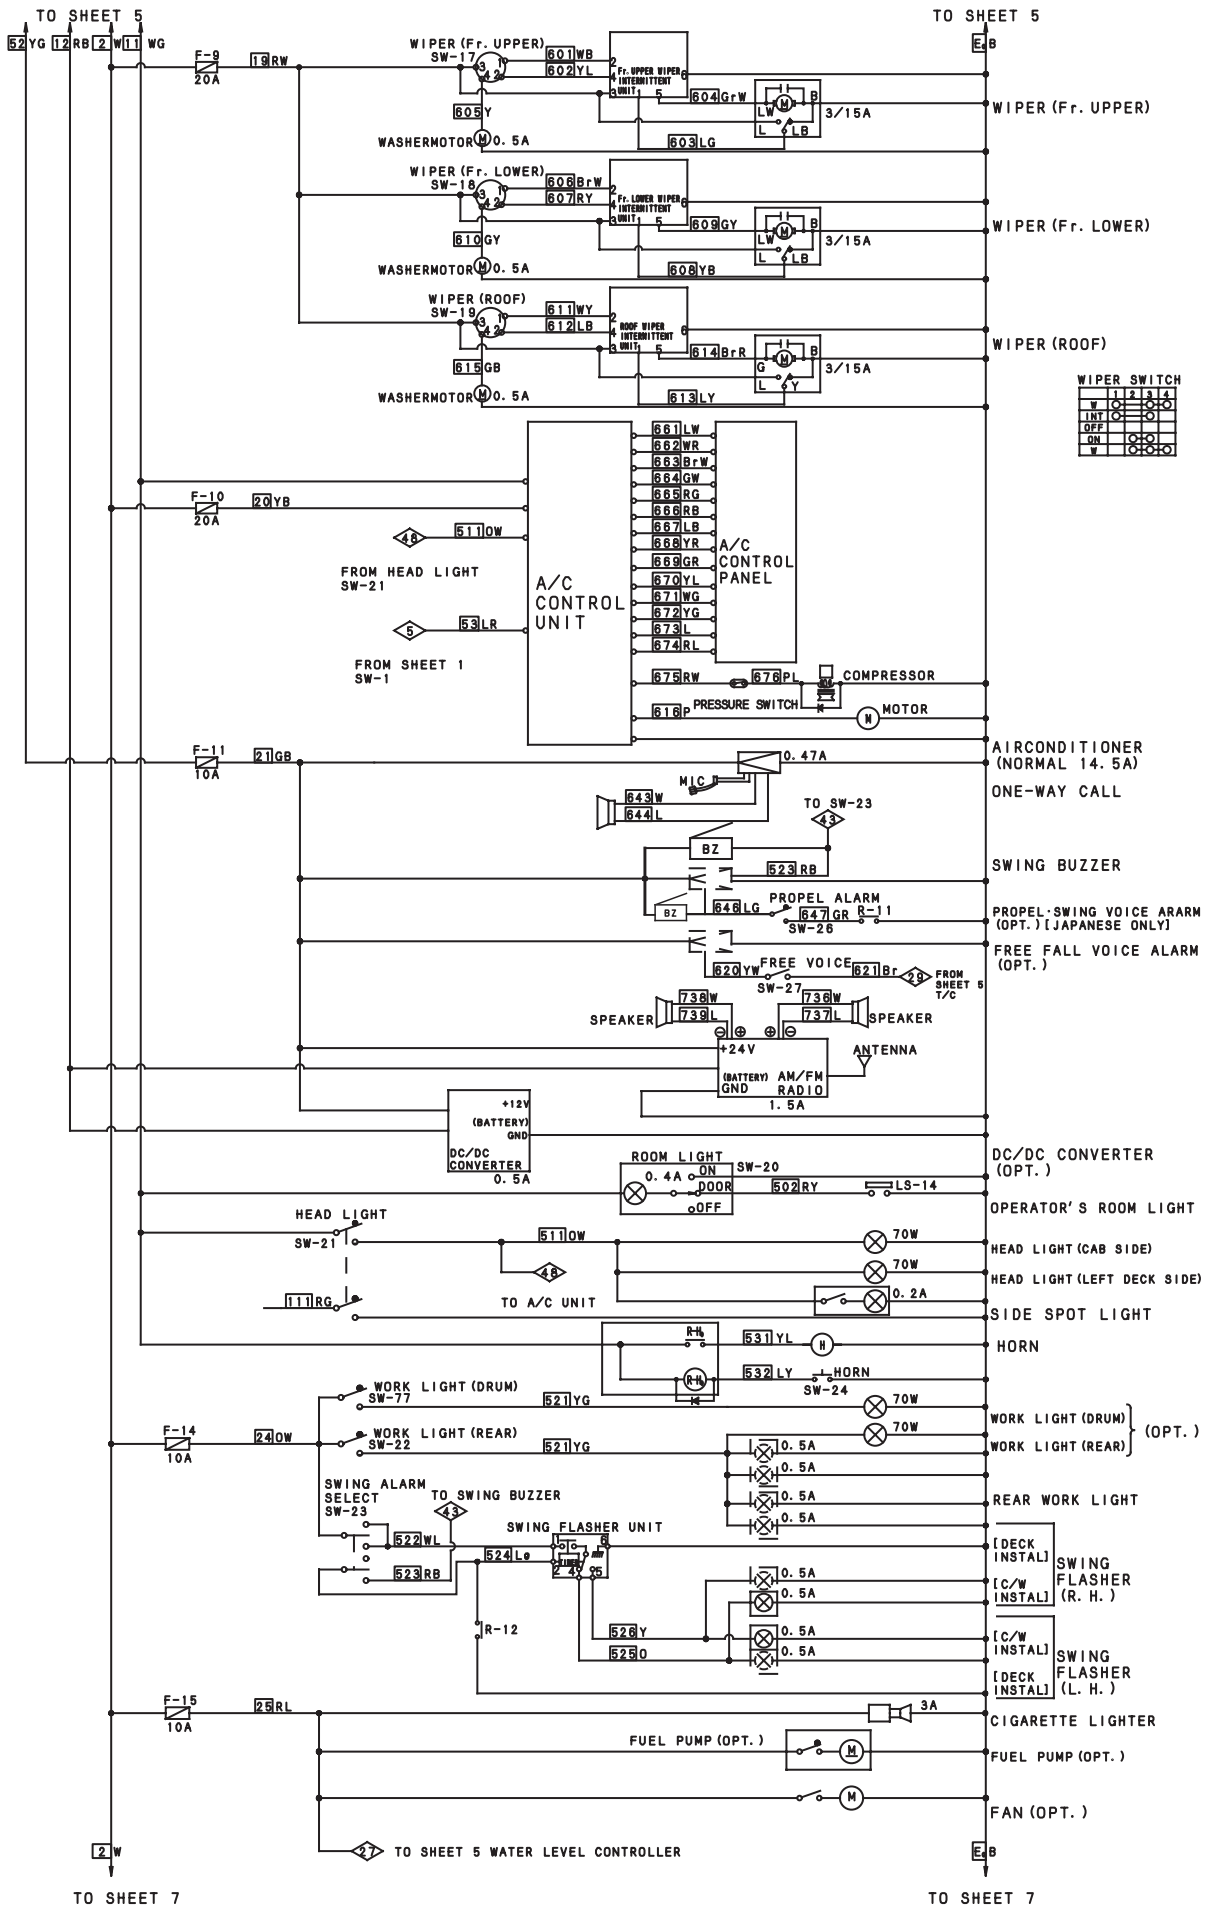 TO SHEET 5
TO SHEET 5
52 YG 12 RB 2 W 11 WG
E B
F-9
20A
19 RW
WIPER (Fr. UPPER)
SW-17
601 WB
602 YL
Fr. UPPER WIPER
INTERMITTENT
UNIT
604 GrW
605 Y
WASHERMOTOR M 0.5A
603 LG
LW M B
L LB
3/15A
WIPER (Fr. UPPER)
WIPER (Fr. LOWER)
SW-18
606 BrW
607 RY
Fr. LOWER WIPER
INTERMITTENT
UNIT
609 GY
610 GY
WASHERMOTOR M 0.5A
608 YB
LW M B
L LB
3/15A
WIPER (Fr. LOWER)
WIPER (ROOF)
SW-19
611 WY
612 LB
ROOF WIPER
INTERMITTENT
UNIT
614 BrR
615 GB
WASHERMOTOR M 0.5A
613 LY
G M B
L Y
3/15A
WIPER (ROOF)
WIPER SWITCH
1 2 3 4
W
INT
OFF
ON
W
F-10
20A
20 YB
48
511 OW
FROM HEAD LIGHT
SW-21
5
53 LR
FROM SHEET 1
SW-1
A/C
CONTROL
UNIT
661 LW
662 WR
663 BrW
664 GW
665 RG
666 RB
667 LB
668 YR
669 GR
670 YL
671 WG
672 YG
673 L
674 RL
A/C
CONTROL
PANEL
675 RW
676 PL
COMPRESSOR
PRESSURE SWITCH
616 P
MOTOR
F-11
10A
21 GB
0.47A
AIRCONDITIONER
(NORMAL 14.5A)
MIC
643 W
644 L
ONE-WAY CALL
TO SW-23
43
BZ
523 RB
SWING BUZZER
BZ
646 LG
PROPEL ALARM
SW-26
647 GR
R-11
PROPEL·SWING VOICE ARARM
(OPT.) [JAPANESE ONLY]
FREE FALL VOICE ALARM
(OPT.)
620 YW
FREE VOICE
SW-27
621 Br
29
FROM
SHEET 5
T/C
SPEAKER
738 W
739 L
736 W
737 L
SPEAKER
+24V
(BATTERY)
GND
AM/FM
RADIO
1.5A
ANTENNA
+12V
(BATTERY)
GND
DC/DC
CONVERTER
0.5A
DC/DC CONVERTER
(OPT.)
ROOM LIGHT
0.4A
ON
DOOR
OFF
SW-20
502 RY
LS-14
OPERATOR'S ROOM LIGHT
HEAD LIGHT
SW-21
511 OW
48
TO A/C UNIT
70W
HEAD LIGHT (CAB SIDE)
70W
HEAD LIGHT (LEFT DECK SIDE)
0.2A
SIDE SPOT LIGHT
111 RG
531 YL
H
HORN
532 LY
HORN
SW-24
WORK LIGHT (DRUM)
SW-77
521 YG
70W
WORK LIGHT (DRUM)
F-14
10A
24 OW
WORK LIGHT (REAR)
SW-22
521 YG
70W
WORK LIGHT (REAR)
(OPT.)
0.5A
0.5A
0.5A
0.5A
REAR WORK LIGHT
SWING ALARM
SELECT
SW-23
TO SWING BUZZER
43
522 WL
523 RB
524 Lg
SWING FLASHER UNIT
1 6
TIMER
2 4 5
R-12
526 Y
525 O
0.5A
0.5A
0.5A
0.5A
[DECK
INSTAL]
[C/W
INSTAL]
SWING
FLASHER
(R.H.)
[C/W
INSTAL]
[DECK
INSTAL]
SWING
FLASHER
(L.H.)
F-15
10A
25 RL
3A
CIGARETTE LIGHTER
FUEL PUMP (OPT.)
M
FUEL PUMP (OPT.)
M
FAN (OPT.)
27
TO SHEET 5 WATER LEVEL CONTROLLER
2 W
E B
TO SHEET 7
TO SHEET 7